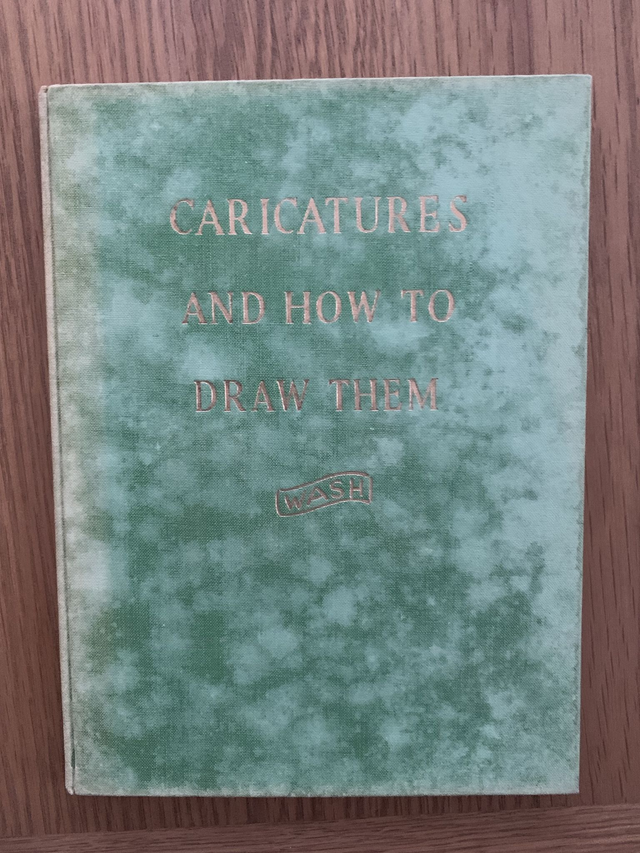 CARICATURES
AND HOW TO
DRAW THEM
WASH